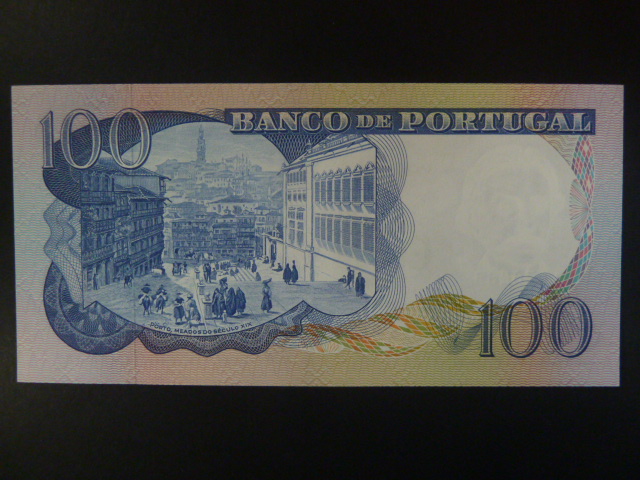 100
BANCO DE PORTUGAL
PORTO, MEADOS DO SÉCULO XIX
100